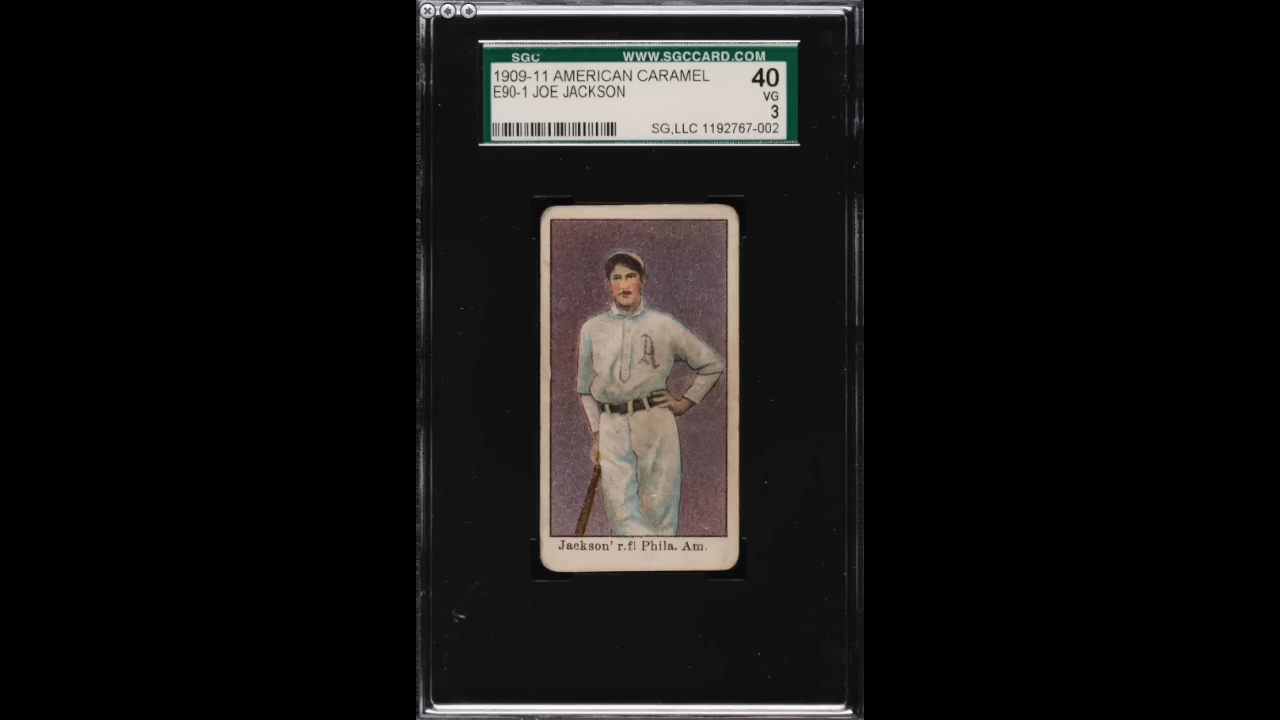 SGC WWW.SGCCARD.COM
1909-11 AMERICAN CARAMEL 40
E90-1 JOE JACKSON VG
3
SG,LLC 1192767-002
A
Jackson' r.f! Phila. Am.